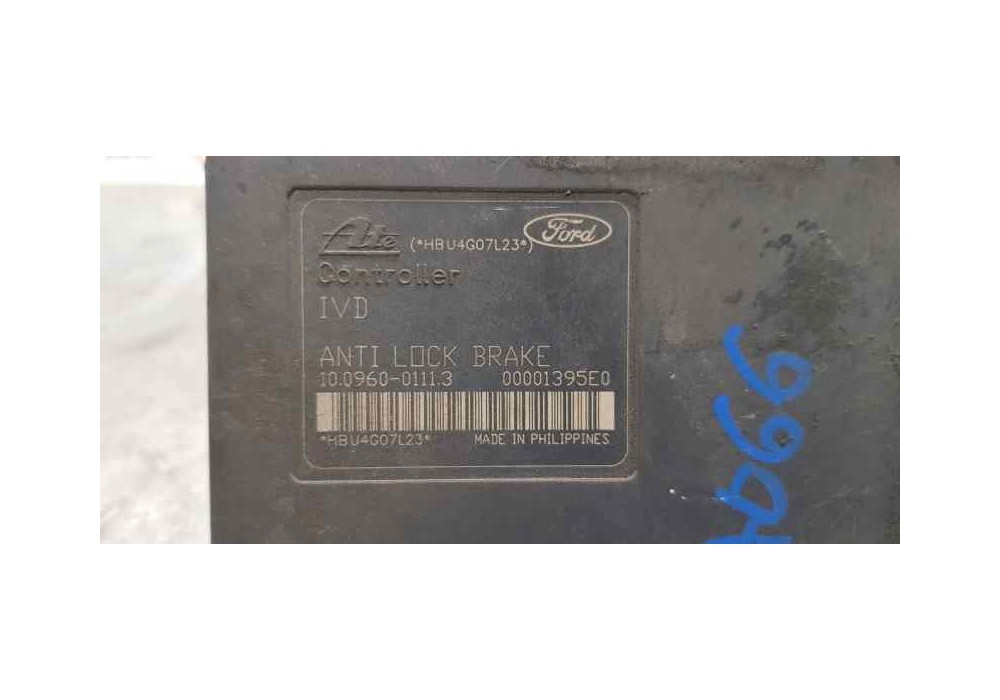 Ate (*HBU4G07L23*) Ford
Controller
IVD
ANTI LOCK BRAKE
10.0960-0111.3 00001395E0
*HBU4G07L23* MADE IN PHILIPPINES